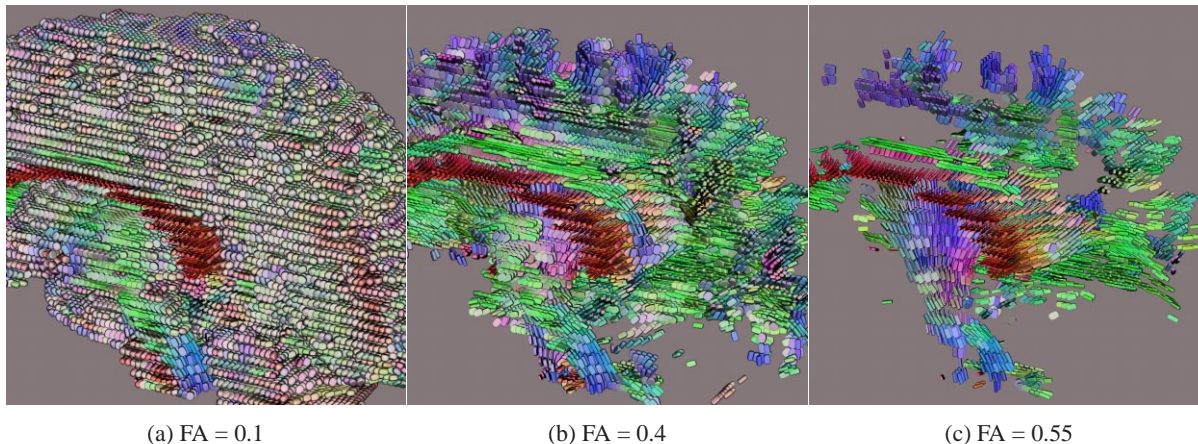 (a) FA = 0.1
(b) FA = 0.4
(c) FA = 0.55